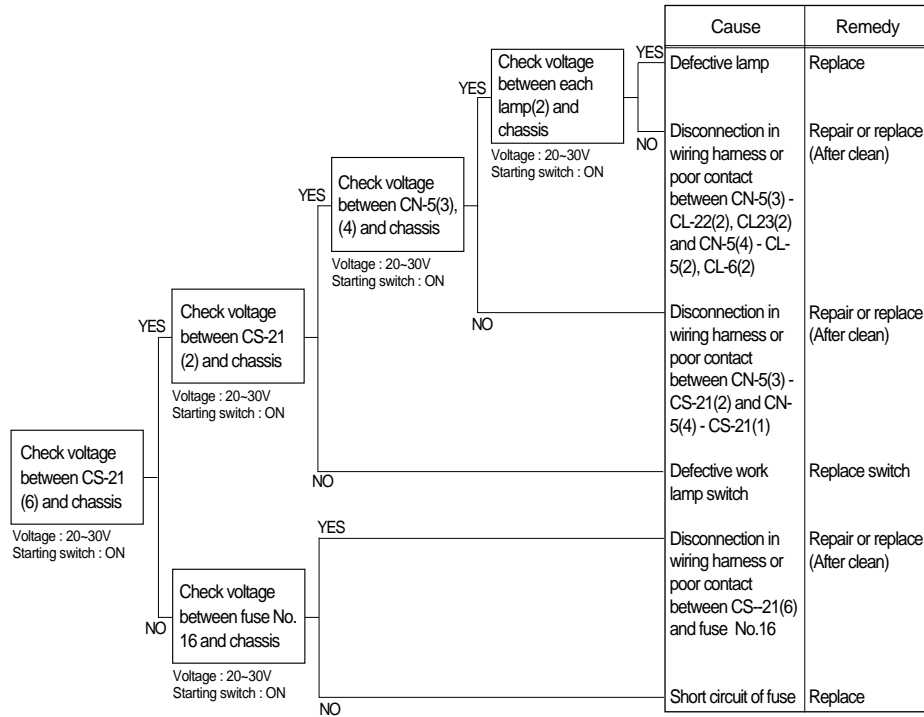 Cause
Remedy
YES
Check voltage
between each
lamp(2) and
chassis
Voltage : 20~30V
Starting switch : ON
YES
Defective lamp
Replace
NO
Disconnection in
wiring harness or
poor contact
between CN-5(3) -
CL-22(2), CL23(2)
and CN-5(4) - CL-
5(2), CL-6(2)
Repair or replace
(After clean)
YES
Check voltage
between CN-5(3),
(4) and chassis
Voltage : 20~30V
Starting switch : ON
NO
Disconnection in
wiring harness or
poor contact
between CN-5(3) -
CS-21(2) and CN-
5(4) - CS-21(1)
Repair or replace
(After clean)
YES
Check voltage
between CS-21
(2) and chassis
Voltage : 20~30V
Starting switch : ON
NO
Defective work
lamp switch
Replace switch
Check voltage
between CS-21
(6) and chassis
Voltage : 20~30V
Starting switch : ON
YES
Disconnection in
wiring harness or
poor contact
between CS--21(6)
and fuse No.16
Repair or replace
(After clean)
NO
Check voltage
between fuse No.
16 and chassis
Voltage : 20~30V
Starting switch : ON
NO
Short circuit of fuse
Replace